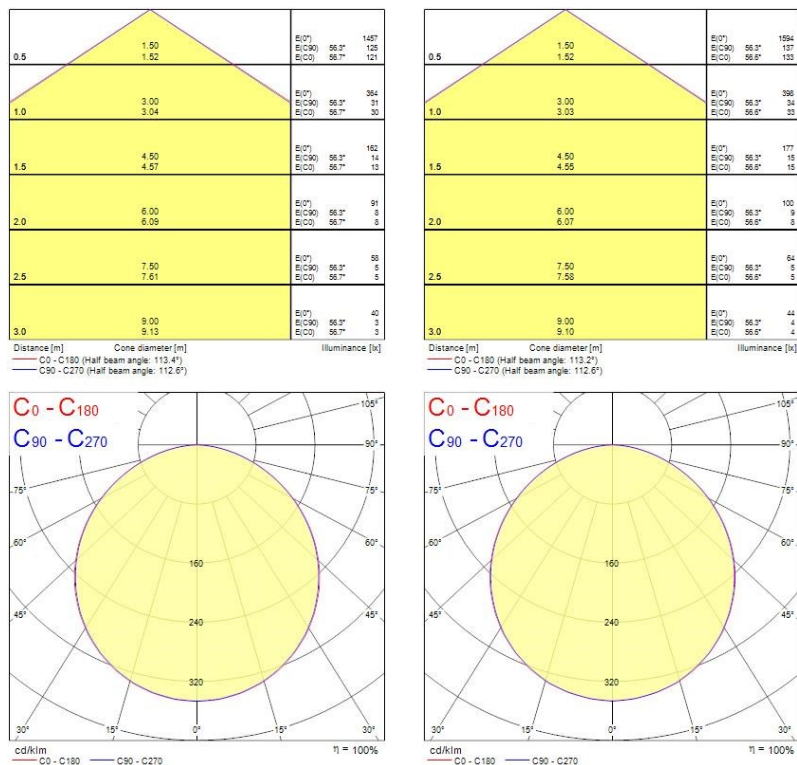 E(0°) 1457
1.50 E(C90) 56.3° 125
0.5 1.52 E(C0) 56.7° 121
E(0°) 364
3.00 E(C90) 56.3° 31
1.0 3.04 E(C0) 56.7° 30
E(0°) 162
4.50 E(C90) 56.3° 14
1.5 4.57 E(C0) 56.7° 13
E(0°) 91
6.00 E(C90) 56.3° 8
2.0 6.09 E(C0) 56.7° 8
E(0°) 58
7.50 E(C90) 56.3° 5
2.5 7.61 E(C0) 56.7° 5
E(0°) 40
9.00 E(C90) 56.3° 3
3.0 9.13 E(C0) 56.7° 3
Distance [m] Cone diameter [m] Illuminance [lx]
C0 - C180 (Half beam angle: 113.4°)
C90 - C270 (Half beam angle: 112.6°)
E(0°) 1594
1.50 E(C90) 56.3° 137
0.5 1.52 E(C0) 56.6° 133
E(0°) 398
3.00 E(C90) 56.3° 34
1.0 3.03 E(C0) 56.6° 33
E(0°) 177
4.50 E(C90) 56.3° 15
1.5 4.55 E(C0) 56.6° 15
E(0°) 100
6.00 E(C90) 56.3° 9
2.0 6.07 E(C0) 56.6° 8
E(0°) 64
7.50 E(C90) 56.3° 5
2.5 7.58 E(C0) 56.6° 5
E(0°) 44
9.00 E(C90) 56.3° 4
3.0 9.10 E(C0) 56.6° 4
Distance [m] Cone diameter [m] Illuminance [lx]
C0 - C180 (Half beam angle: 113.2°)
C90 - C270 (Half beam angle: 112.6°)
C0 - C180
C90 - C270
105°
90°
75° 75°
60° 60°
160
45° 45°
240
320
30° 15° 0° 15° 30°
cd/klm η = 100%
C0 - C180 C90 - C270
C0 - C180
C90 - C270
105°
90°
75° 75°
60° 60°
160
45° 45°
240
320
30° 15° 0° 15° 30°
cd/klm η = 100%
C0 - C180 C90 - C270